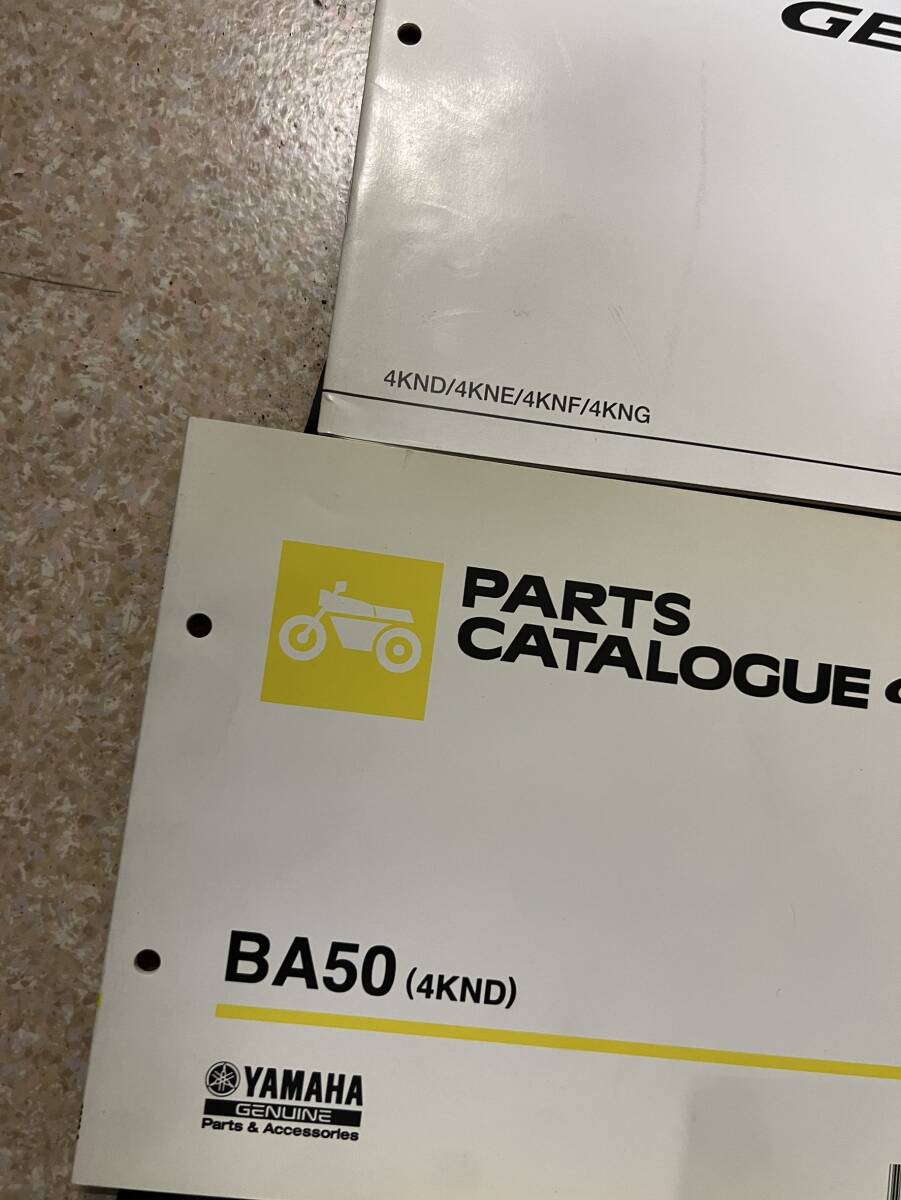 GE
4KND/4KNE/4KNF/4KNG
PARTS
CATALOGUE
BA50 (4KND)
YAMAHA
GENUINE
Parts & Accessories